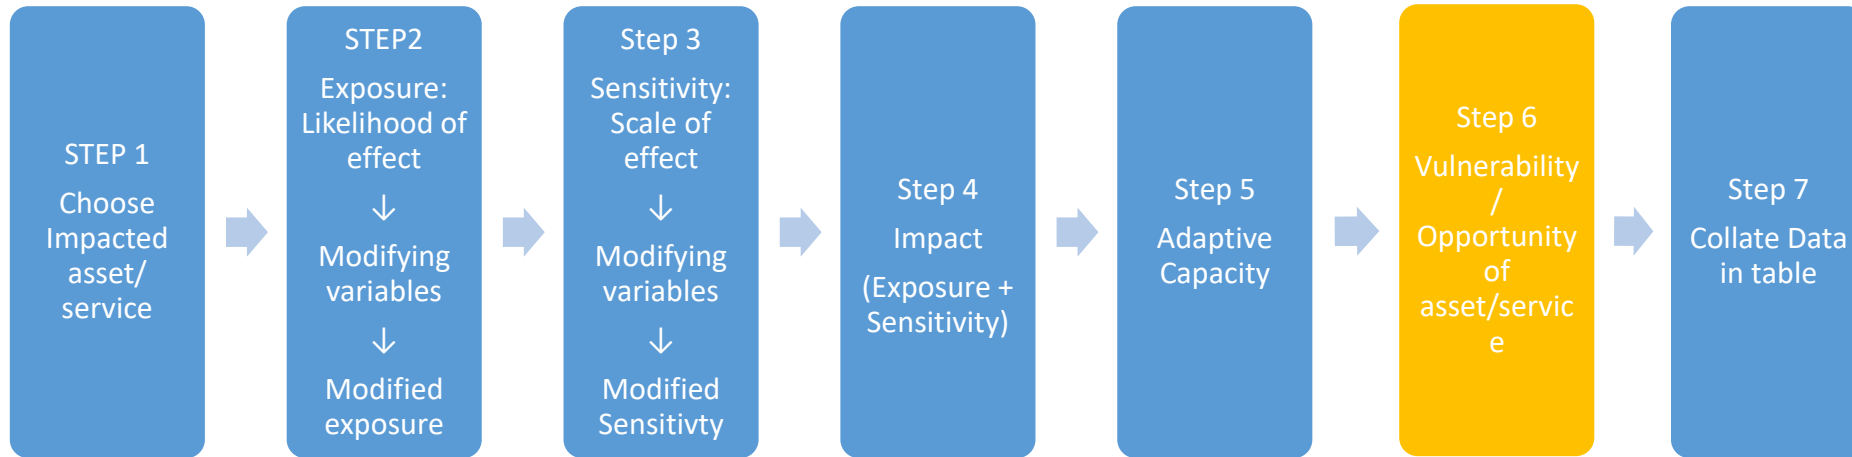 STEP 1
Choose
Impacted
asset/
service
STEP2
Exposure:
Likelihood of
effect
↓
Modifying
variables
↓
Modified
exposure
Step 3
Sensitivity:
Scale of
effect
↓
Modifying
variables
↓
Modified
Sensitivty
Step 4
Impact
(Exposure +
Sensitivity)
Step 5
Adaptive
Capacity
Step 6
Vulnerability
/
Opportunity
of
asset/servic
e
Step 7
Collate Data
in table